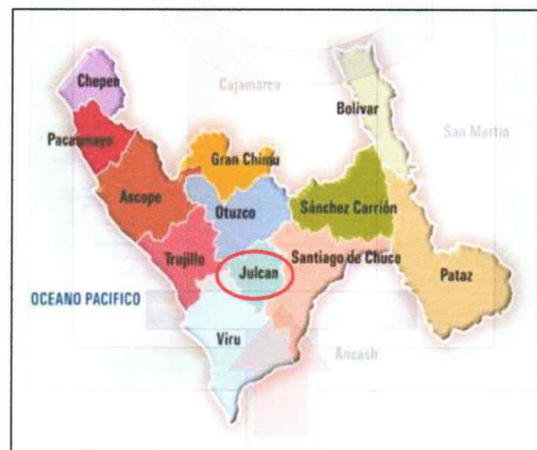 Chepen
Cajamarca
Bolivar
San Martin
Pacasmayo
Gran Chimu
Ascope
Otuzco
Sánchez Carrión
Trujillo
Julcan
Santiago de Chuco
Pataz
OCEANO PACIFICO
Viru
Ancash